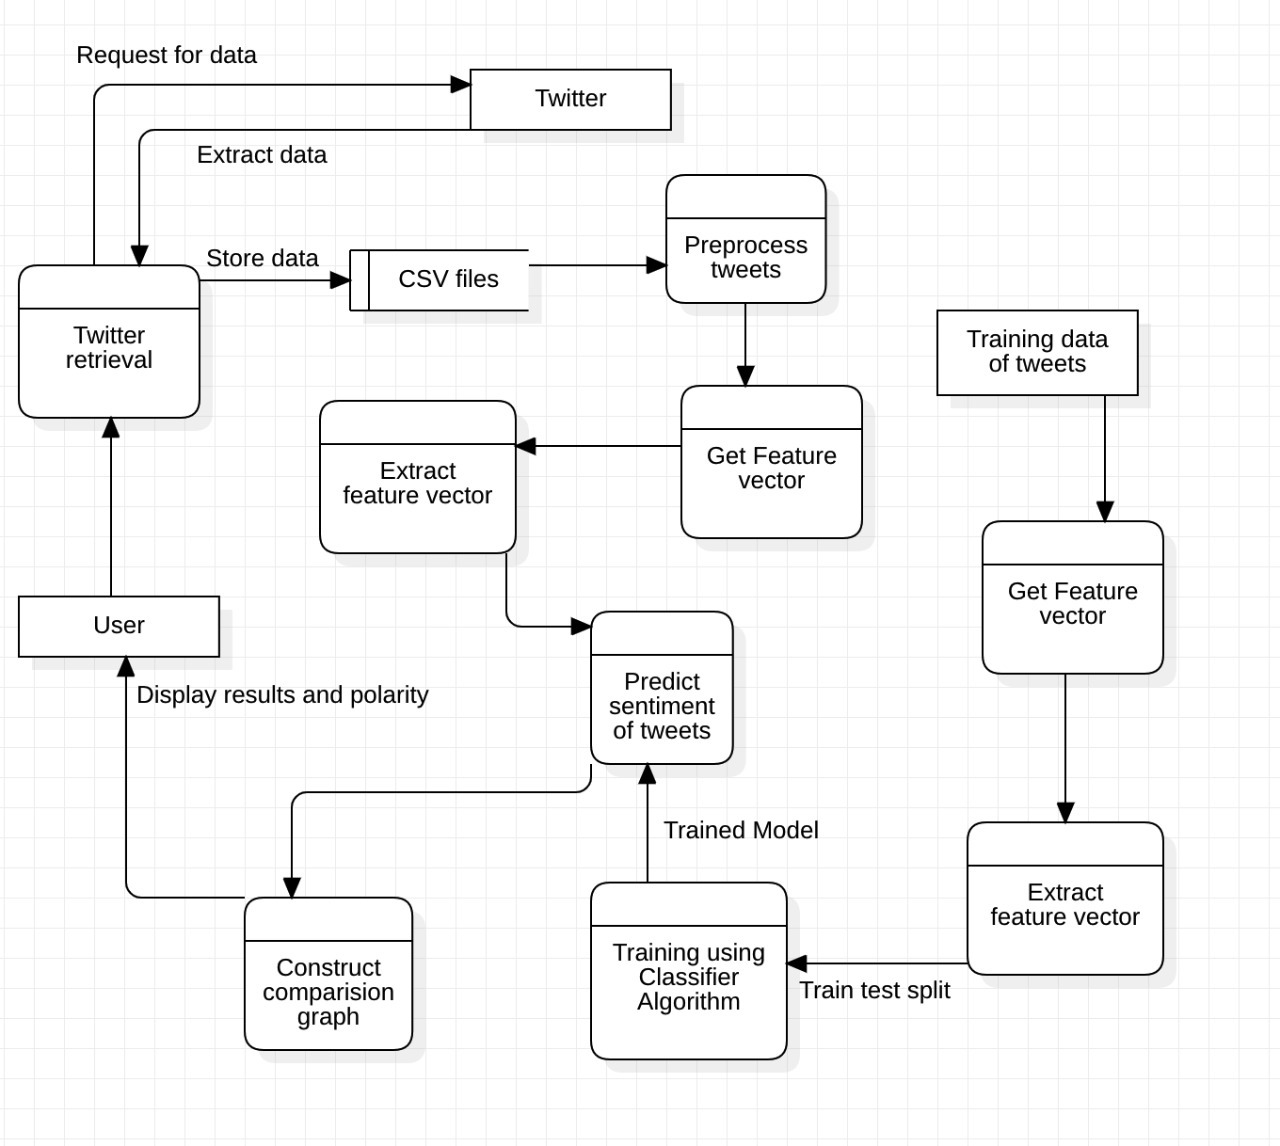 Request for data
Twitter
Extract data
Store data
CSV files
Preprocess
tweets
Twitter
retrieval
Training data
of tweets
Extract
feature vector
Get Feature
vector
Get Feature
vector
User
Display results and polarity
Predict
sentiment
of tweets
Trained Model
Extract
feature vector
Training using
Classifier
Algorithm
Train test split
Construct
comparision
graph